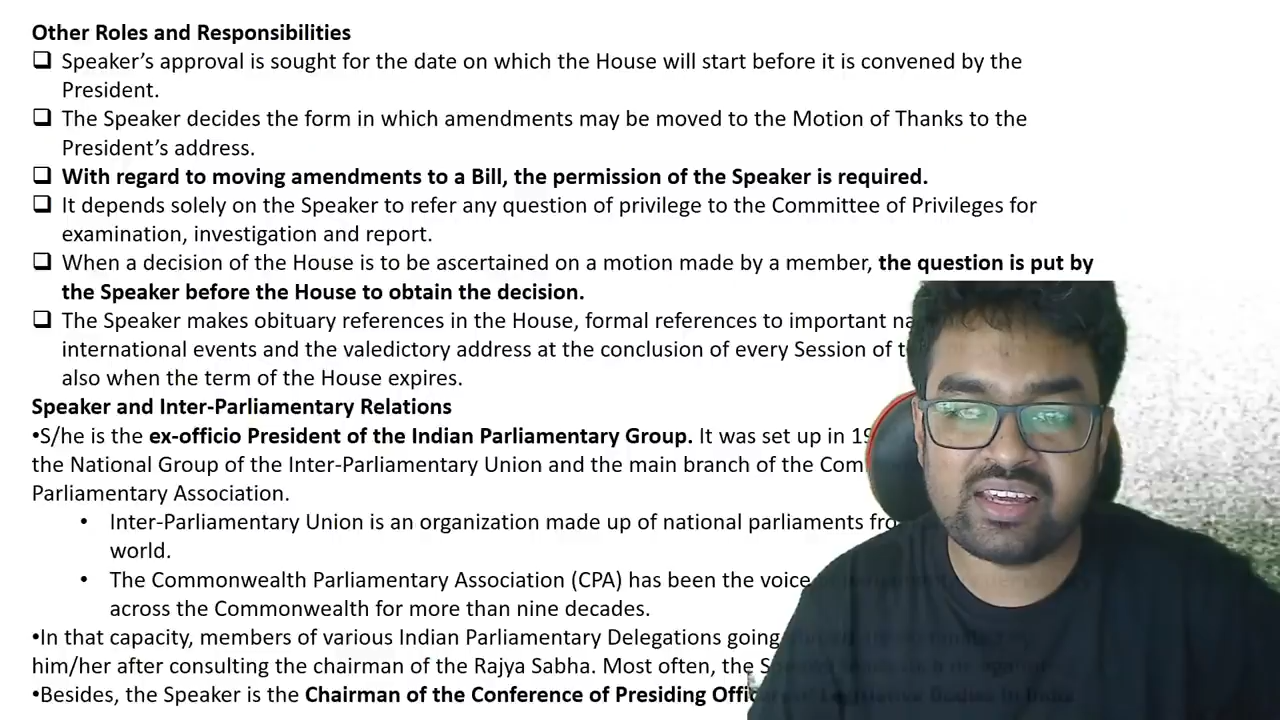 Other Roles and Responsibilities
❑ Speaker's approval is sought for the date on which the House will start before it is convened by the
President.
❑ The Speaker decides the form in which amendments may be moved to the Motion of Thanks to the
President's address.
❑ With regard to moving amendments to a Bill, the permission of the Speaker is required.
❑ It depends solely on the Speaker to refer any question of privilege to the Committee of Privileges for
examination, investigation and report.
❑ When a decision of the House is to be ascertained on a motion made by a member, the question is put by
the Speaker before the House to obtain the decision.
❑ The Speaker makes obituary references in the House, formal references to important
international events and the valedictory address at the conclusion of every Session of
also when the term of the House expires.
Speaker and Inter-Parliamentary Relations
•S/he is the ex-officio President of the Indian Parliamentary Group. It was set up in
the National Group of the Inter-Parliamentary Union and the main branch of the
Parliamentary Association.
• Inter-Parliamentary Union is an organization made up of national parliaments
world.
• The Commonwealth Parliamentary Association (CPA) has been the voice
across the Commonwealth for more than nine decades.
•In that capacity, members of various Indian Parliamentary Delegations going
him/her after consulting the chairman of the Rajya Sabha. Most often, the
•Besides, the Speaker is the Chairman of the Conference of Presiding